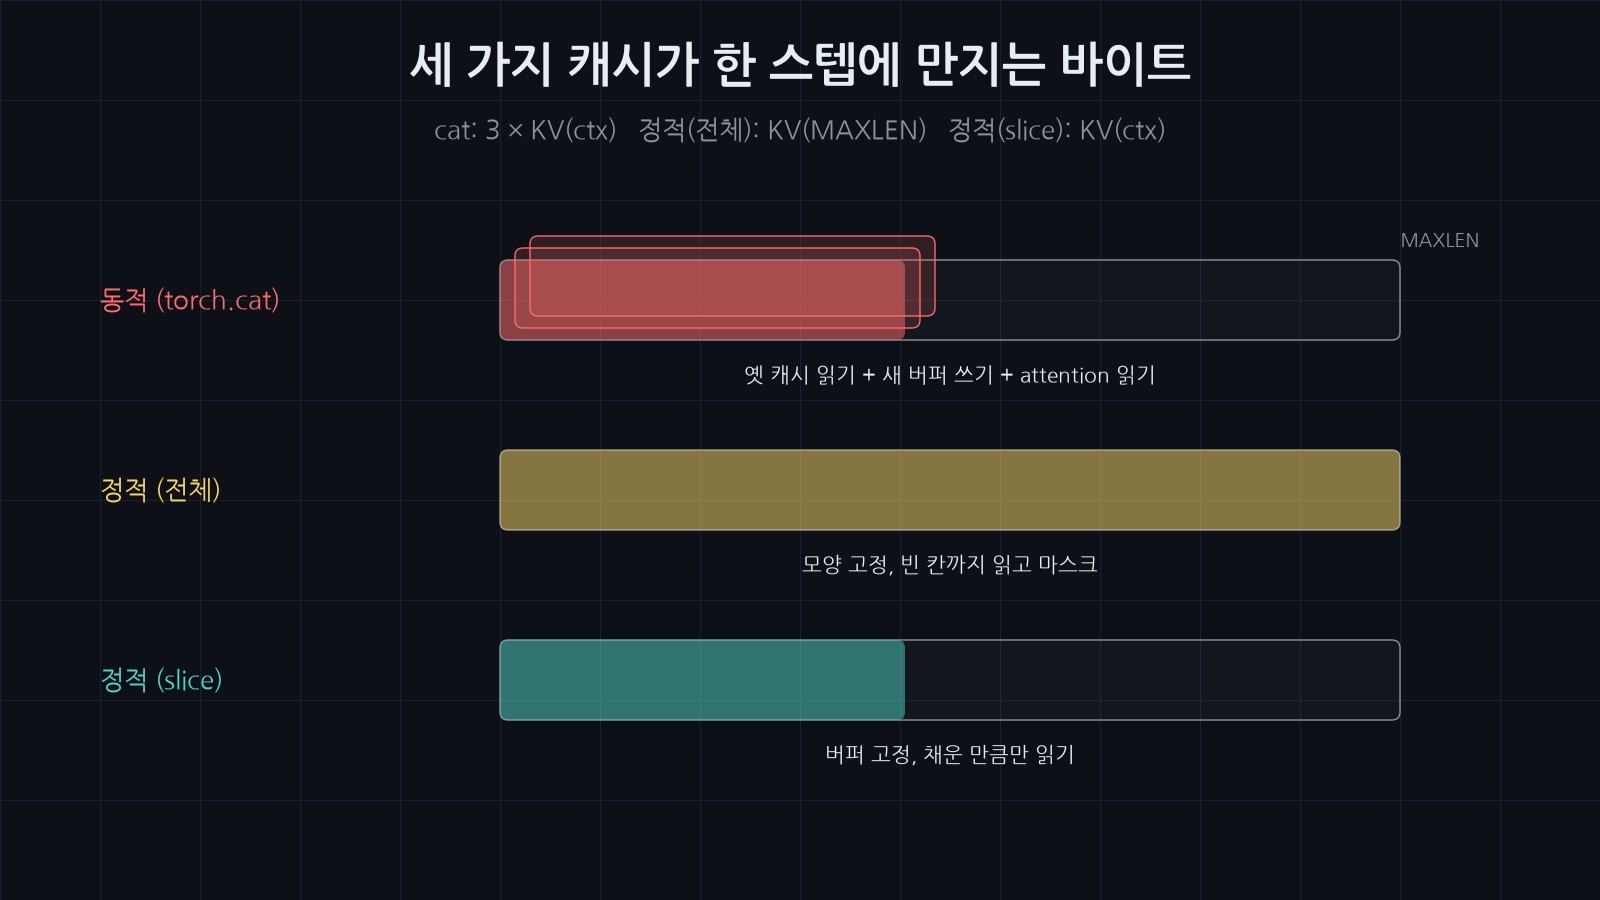 세 가지 캐시가 한 스텝에 만지는 바이트
cat: 3 × KV(ctx)   정적(전체): KV(MAXLEN)   정적(slice): KV(ctx)
MAXLEN
동적 (torch.cat)
옛 캐시 읽기 + 새 버퍼 쓰기 + attention 읽기
정적 (전체)
모양 고정, 빈 칸까지 읽고 마스크
정적 (slice)
버퍼 고정, 채운 만큼만 읽기